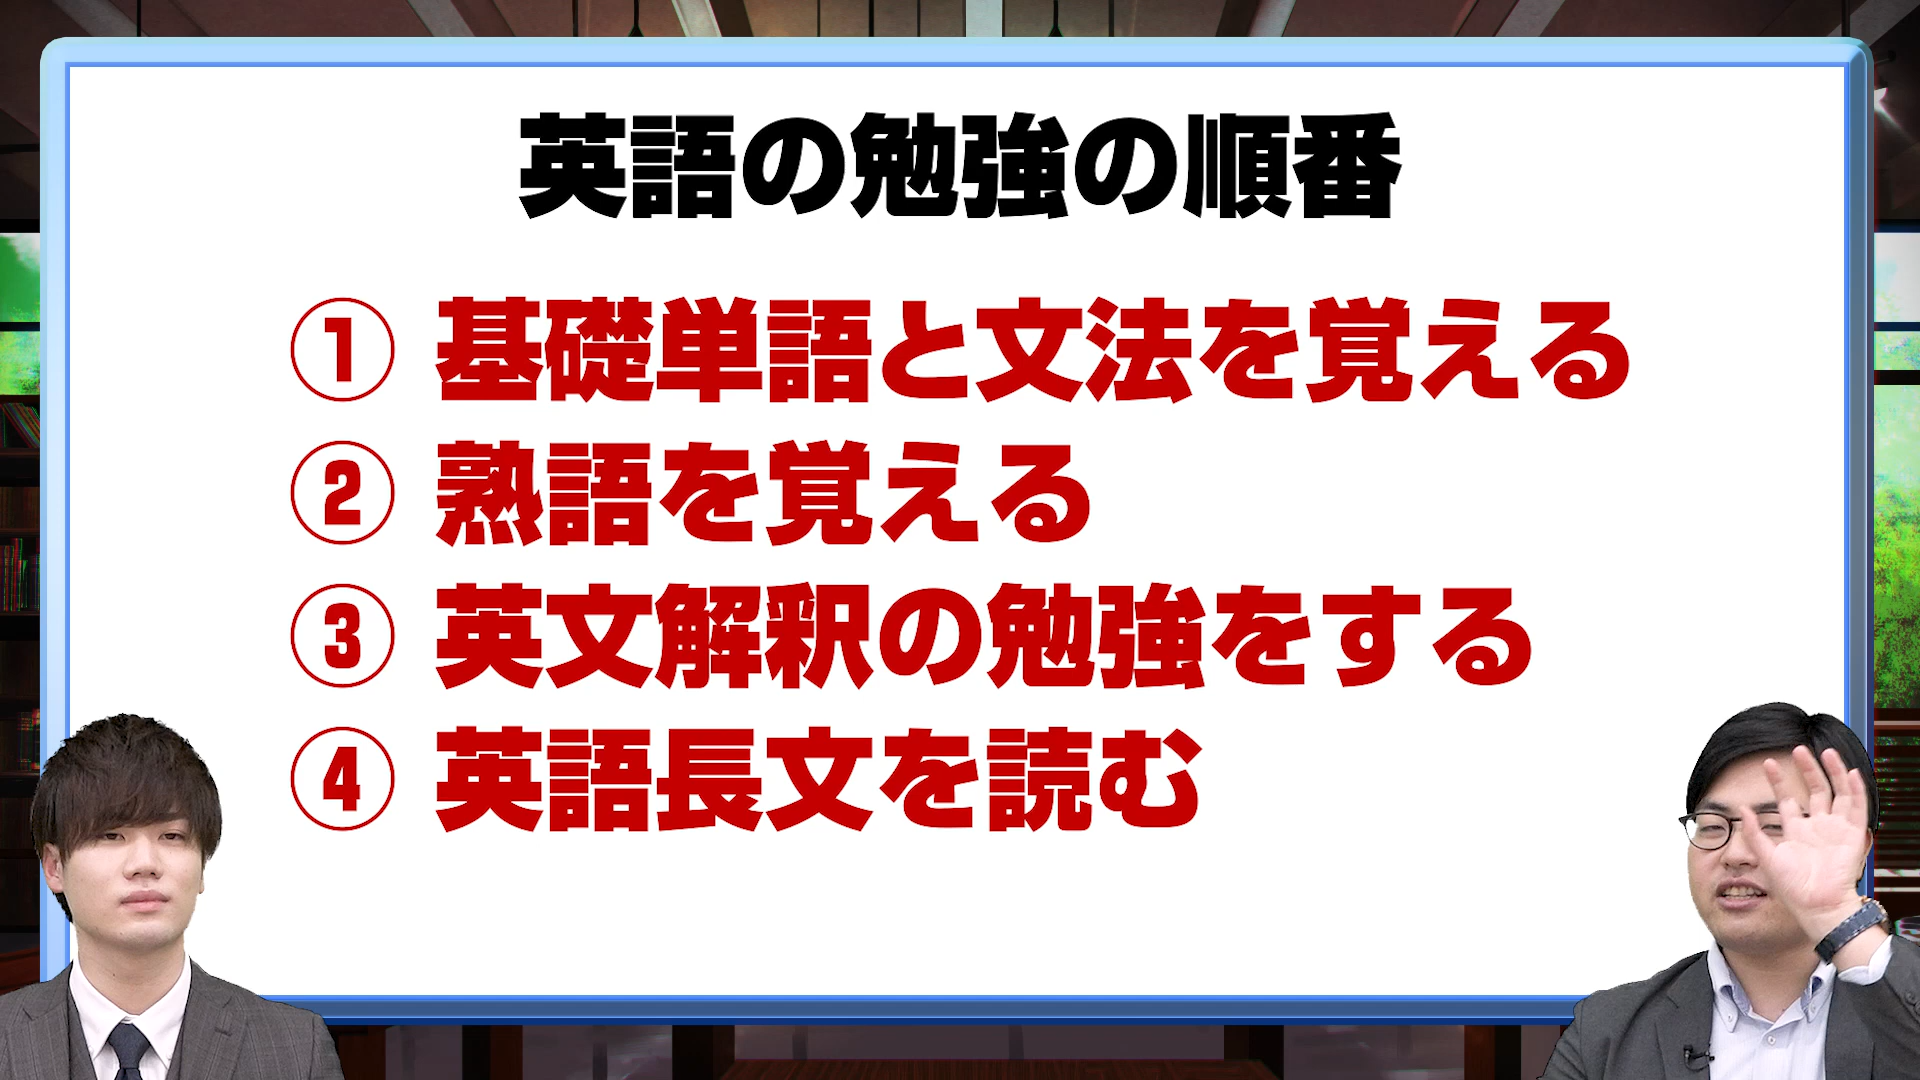 英語の勉強の順番
① 基礎単語と文法を覚える
② 熟語を覚える
③ 英文解釈の勉強をする
④ 英語長文を読む